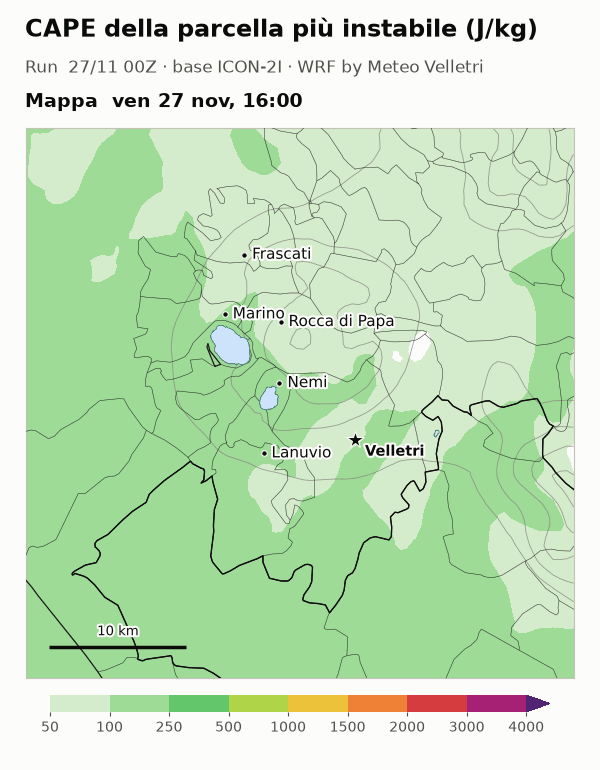 CAPE della parcella più instabile (J/kg)
Run  27/11 00Z · base ICON-2I · WRF by Meteo Velletri
Mappa  ven 27 nov, 16:00
Frascati
Marino
Rocca di Papa
Nemi
Velletri
Lanuvio
10 km
50 100 250 500 1000 1500 2000 3000 4000